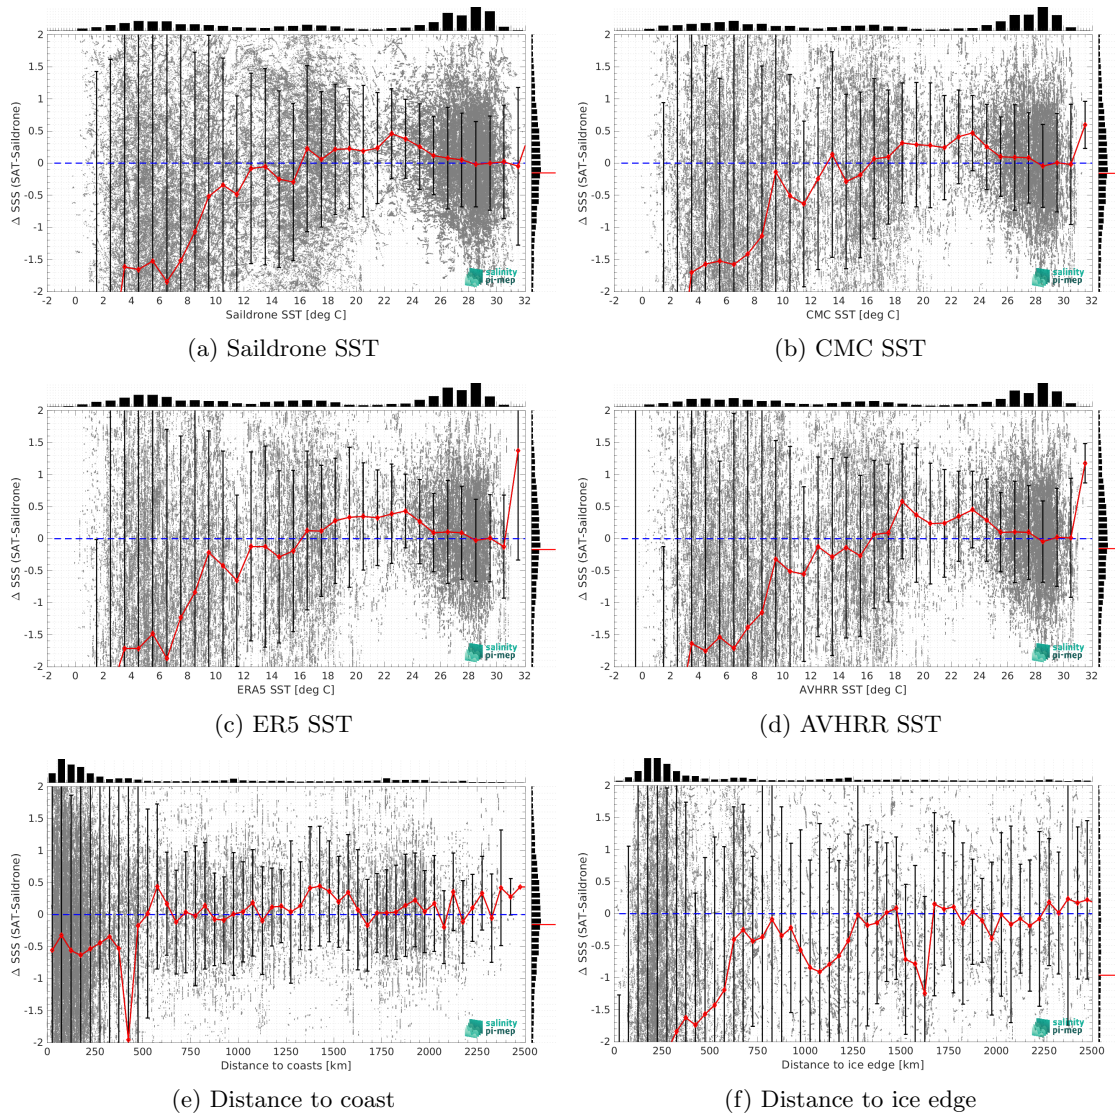 2
1.5
1
0.5
0
-0.5
-1
-1.5
-2
Δ SSS (SAT-Saildrone)
salinity
pi-mep
-2 0 2 4 6 8 10 12 14 16 18 20 22 24 26 28 30 32
Saildrone SST [deg C]
(a) Saildrone SST
2
1.5
1
0.5
0
-0.5
-1
-1.5
-2
Δ SSS (SAT-Saildrone)
salinity
pi-mep
-2 0 2 4 6 8 10 12 14 16 18 20 22 24 26 28 30 32
CMC SST [deg C]
(b) CMC SST
2
1.5
1
0.5
0
-0.5
-1
-1.5
-2
Δ SSS (SAT-Saildrone)
salinity
pi-mep
-2 0 2 4 6 8 10 12 14 16 18 20 22 24 26 28 30 32
ERA5 SST [deg C]
(c) ER5 SST
2
1.5
1
0.5
0
-0.5
-1
-1.5
-2
Δ SSS (SAT-Saildrone)
salinity
pi-mep
-2 0 2 4 6 8 10 12 14 16 18 20 22 24 26 28 30 32
AVHRR SST [deg C]
(d) AVHRR SST
2
1.5
1
0.5
0
-0.5
-1
-1.5
-2
Δ SSS (SAT-Saildrone)
salinity
pi-mep
0 250 500 750 1000 1250 1500 1750 2000 2250 2500
Distance to coasts [km]
(e) Distance to coast
2
1.5
1
0.5
0
-0.5
-1
-1.5
-2
Δ SSS (SAT-Saildrone)
salinity
pi-mep
0 250 500 750 1000 1250 1500 1750 2000 2250 2500
Distance to ice edge [km]
(f) Distance to ice edge